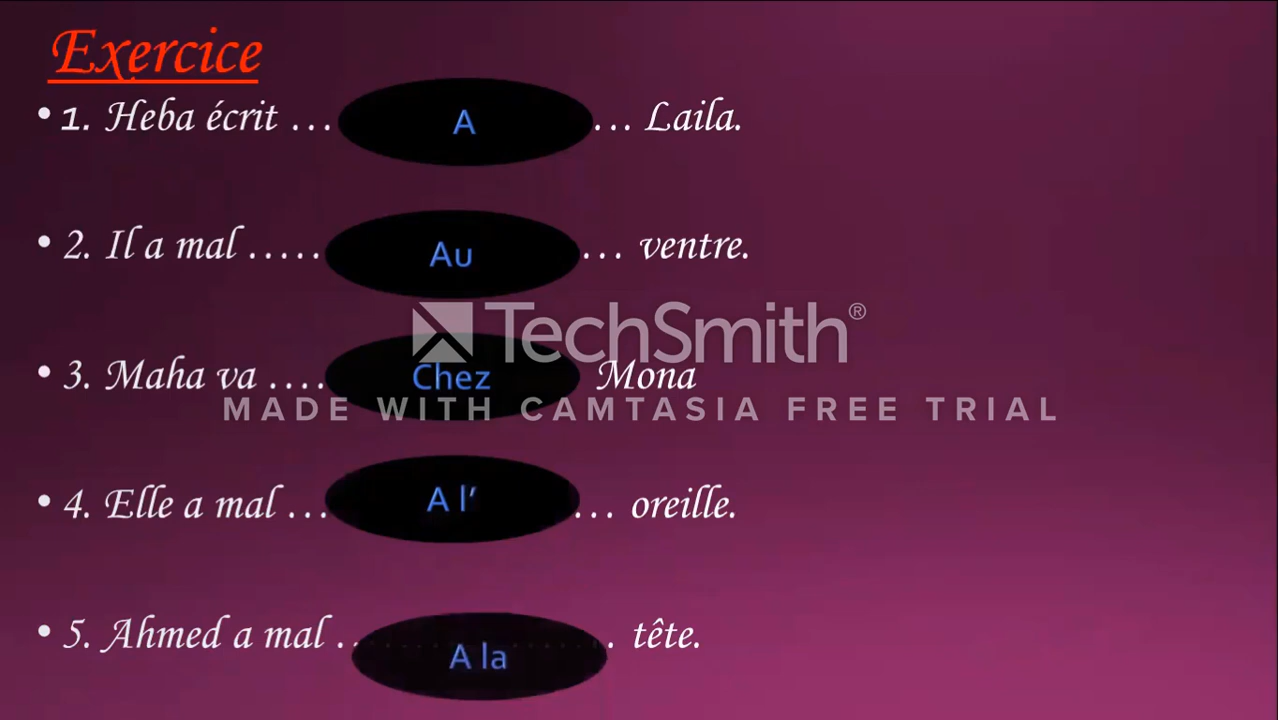 Exercice
• 1. Heba écrit … A … Laila.
• 2. Il a mal ….. Au … ventre.
TechSmith®
• 3. Maha va …. Chez Mona
MADE WITH CAMTASIA FREE TRIAL
• 4. Elle a mal … A l’ … oreille.
• 5. Ahmed a mal .. A la . tête.